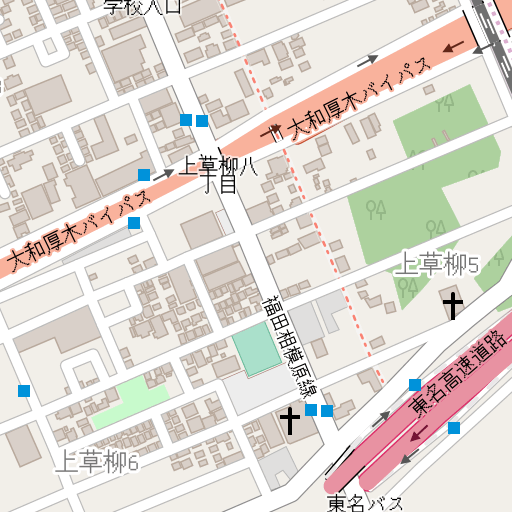 学校入口
大和厚木バイパス
上草柳八
丁目
大和厚木バイパス
上草柳5
福田相模原線
東名高速道路
上草柳6
東名バス